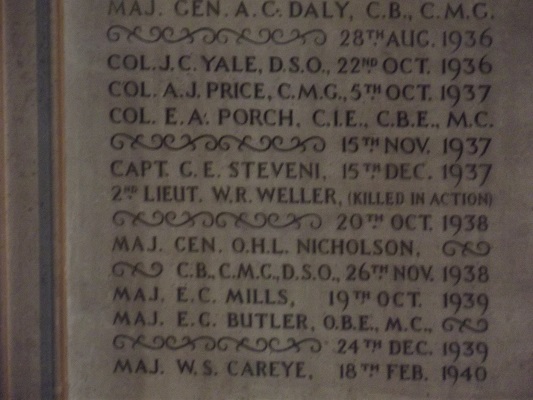 MAJ. GEN. A.C. DALY, C.B., C.M.G.
28TH AUG. 1936
COL. J.C. YALE, D.S.O., 22ND OCT. 1936
COL. A.J. PRICE, C.M.G., 5TH OCT. 1937
COL. E.A. PORCH, C.I.E., C.B.E., M.C.
15TH NOV. 1937
CAPT. G.E. STEVENI, 15TH DEC. 1937
2ND LIEUT. W.R. WELLER, (KILLED IN ACTION)
20TH OCT. 1938
MAJ. GEN. O.H.L. NICHOLSON,
C.B., C.M.G., D.S.O., 26TH NOV. 1938
MAJ. E.C. MILLS, 19TH OCT. 1939
MAJ. E.G. BUTLER, O.B.E., M.C.,
24TH DEC. 1939
MAJ. W.S. CAREYE, 18TH FEB. 1940